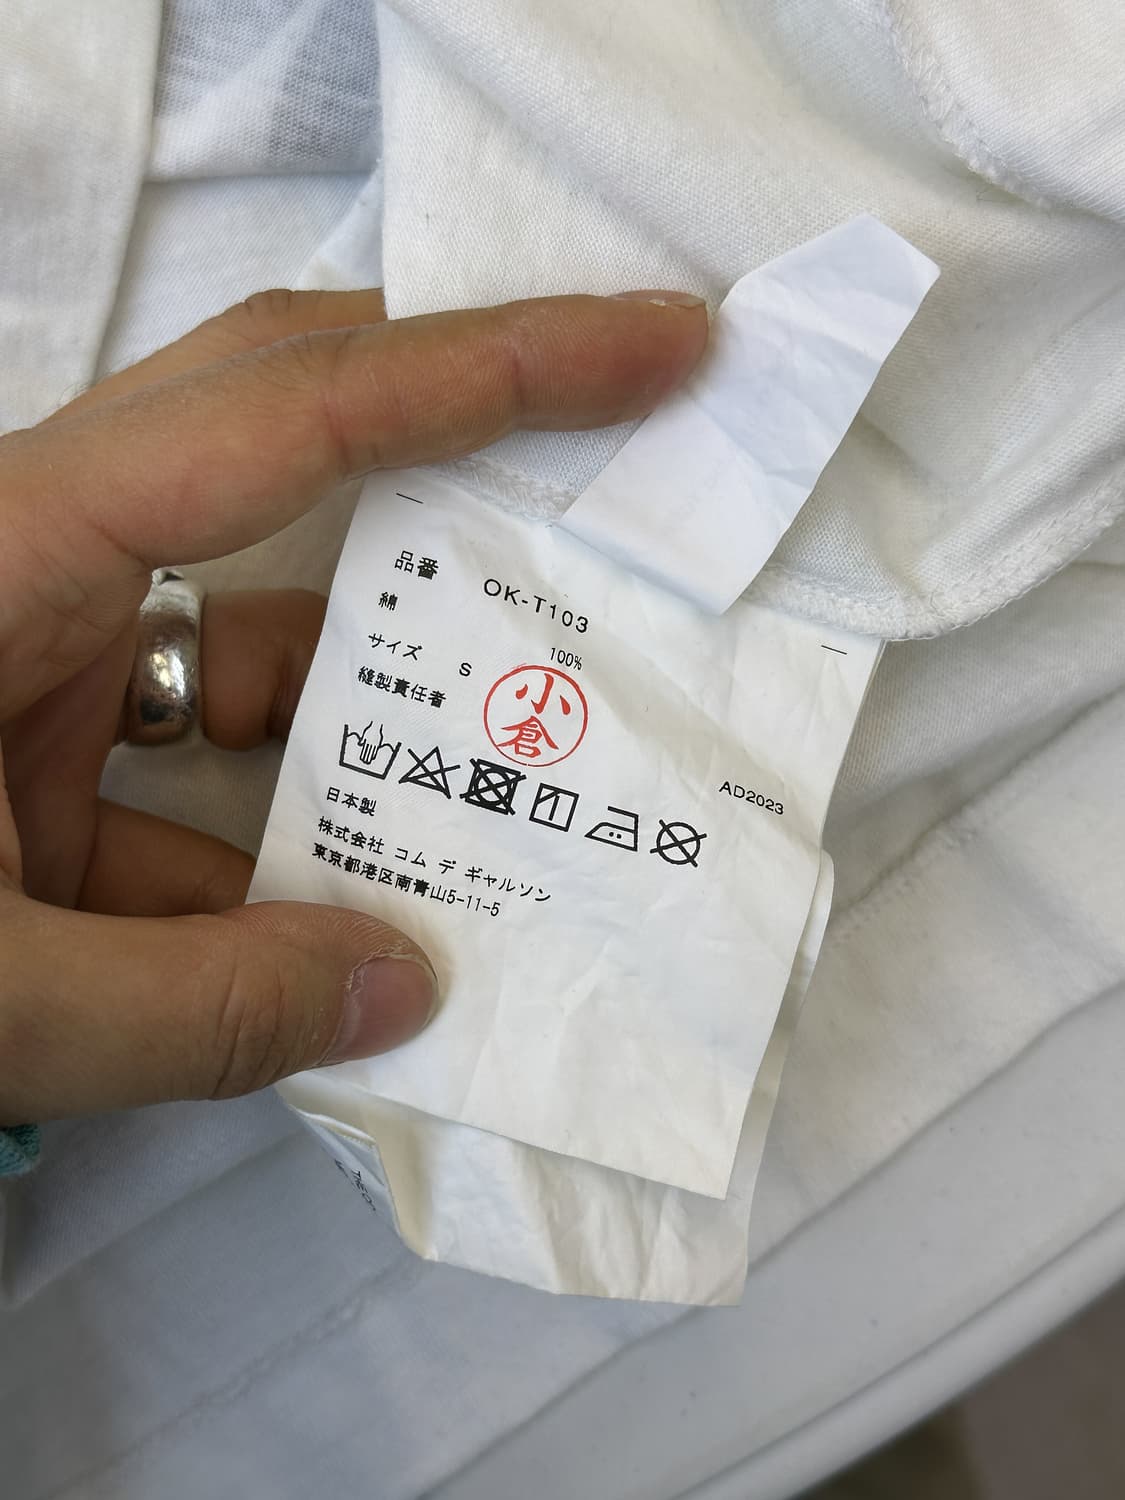 品番 OK-T103
綿 100%
サイズ S
縫製責任者
小倉
AD2023
日本製
株式会社 コム デ ギャルソン
東京都港区南青山5-11-5